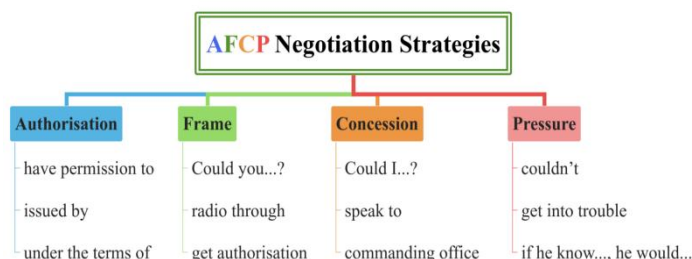 AFCP Negotiation Strategies
Authorisation
have permission to
issued by
under the terms of
Frame
Could you...?
radio through
get authorisation
Concession
Could I...?
speak to
commanding office
Pressure
couldn't
get into trouble
if he know..., he would...